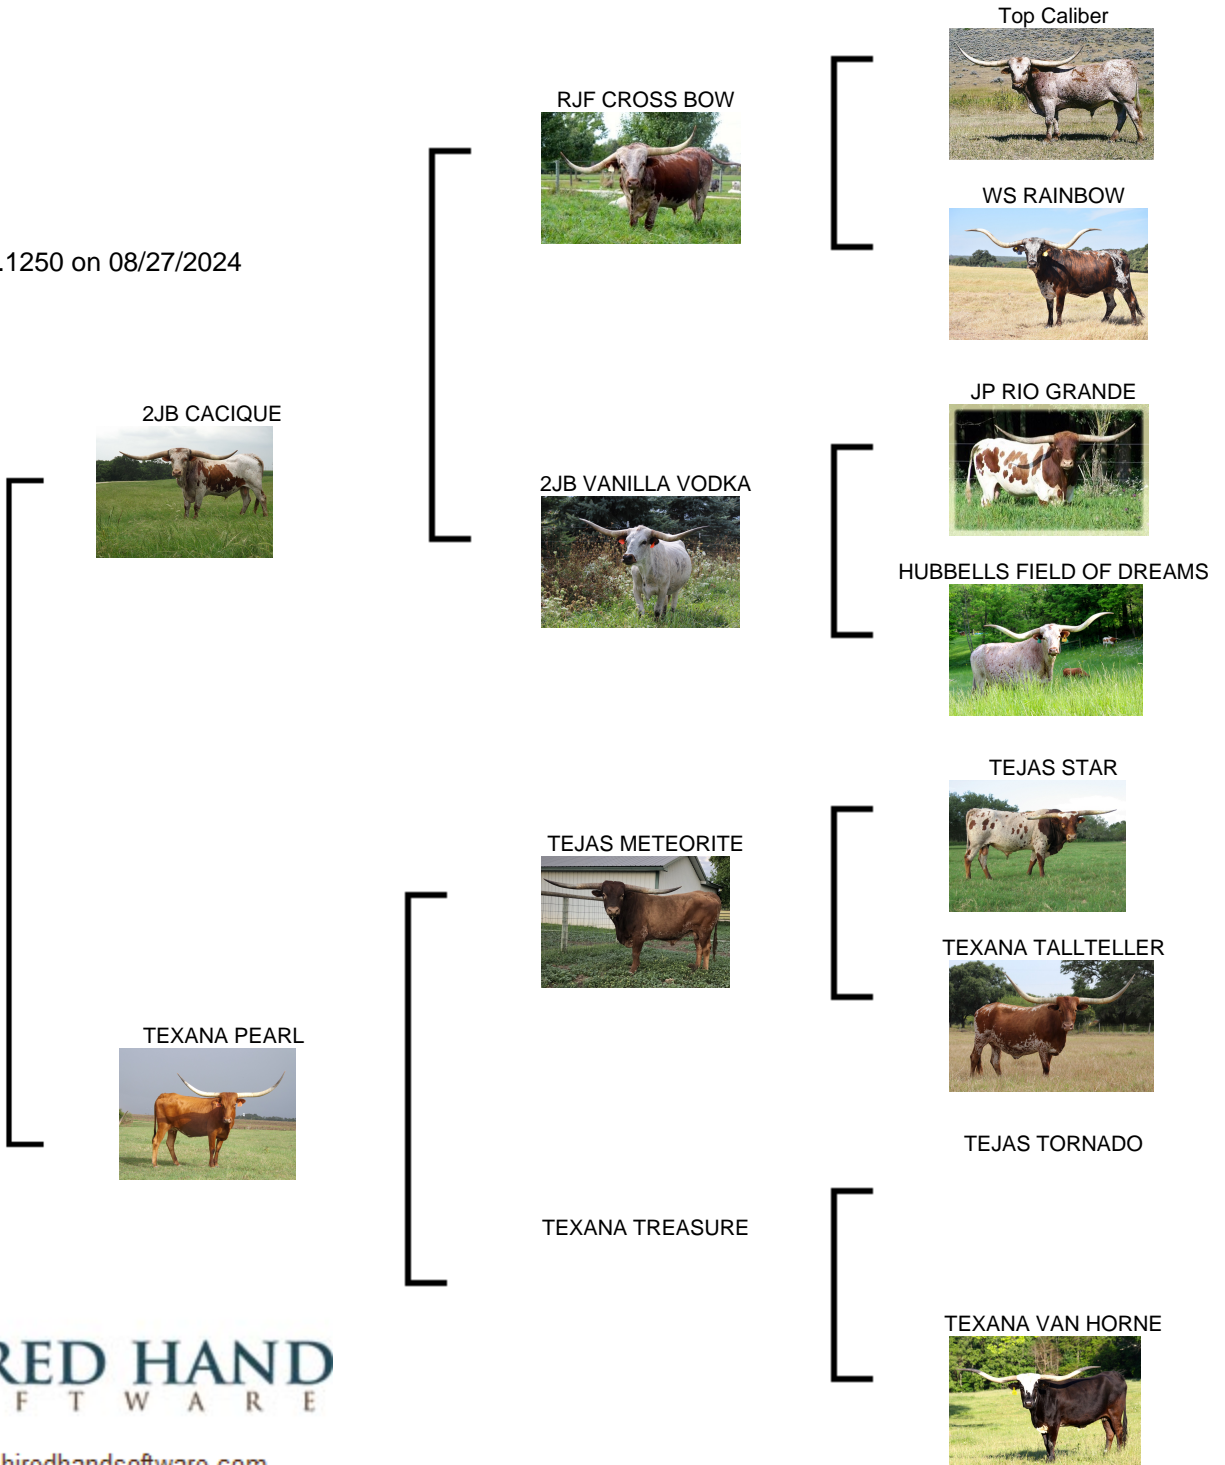 Top Caliber
RJF CROSS BOW
WS RAINBOW
.1250 on 08/27/2024
JP RIO GRANDE
2JB CACIQUE
2JB VANILLA VODKA
HUBBELLS FIELD OF DREAMS
TEJAS STAR
TEJAS METEORITE
TEXANA TALLTELLER
TEXANA PEARL
TEJAS TORNADO
TEXANA TREASURE
TEXANA VAN HORNE
RED HAND
F T W A R E
hiredhandsoftware.com